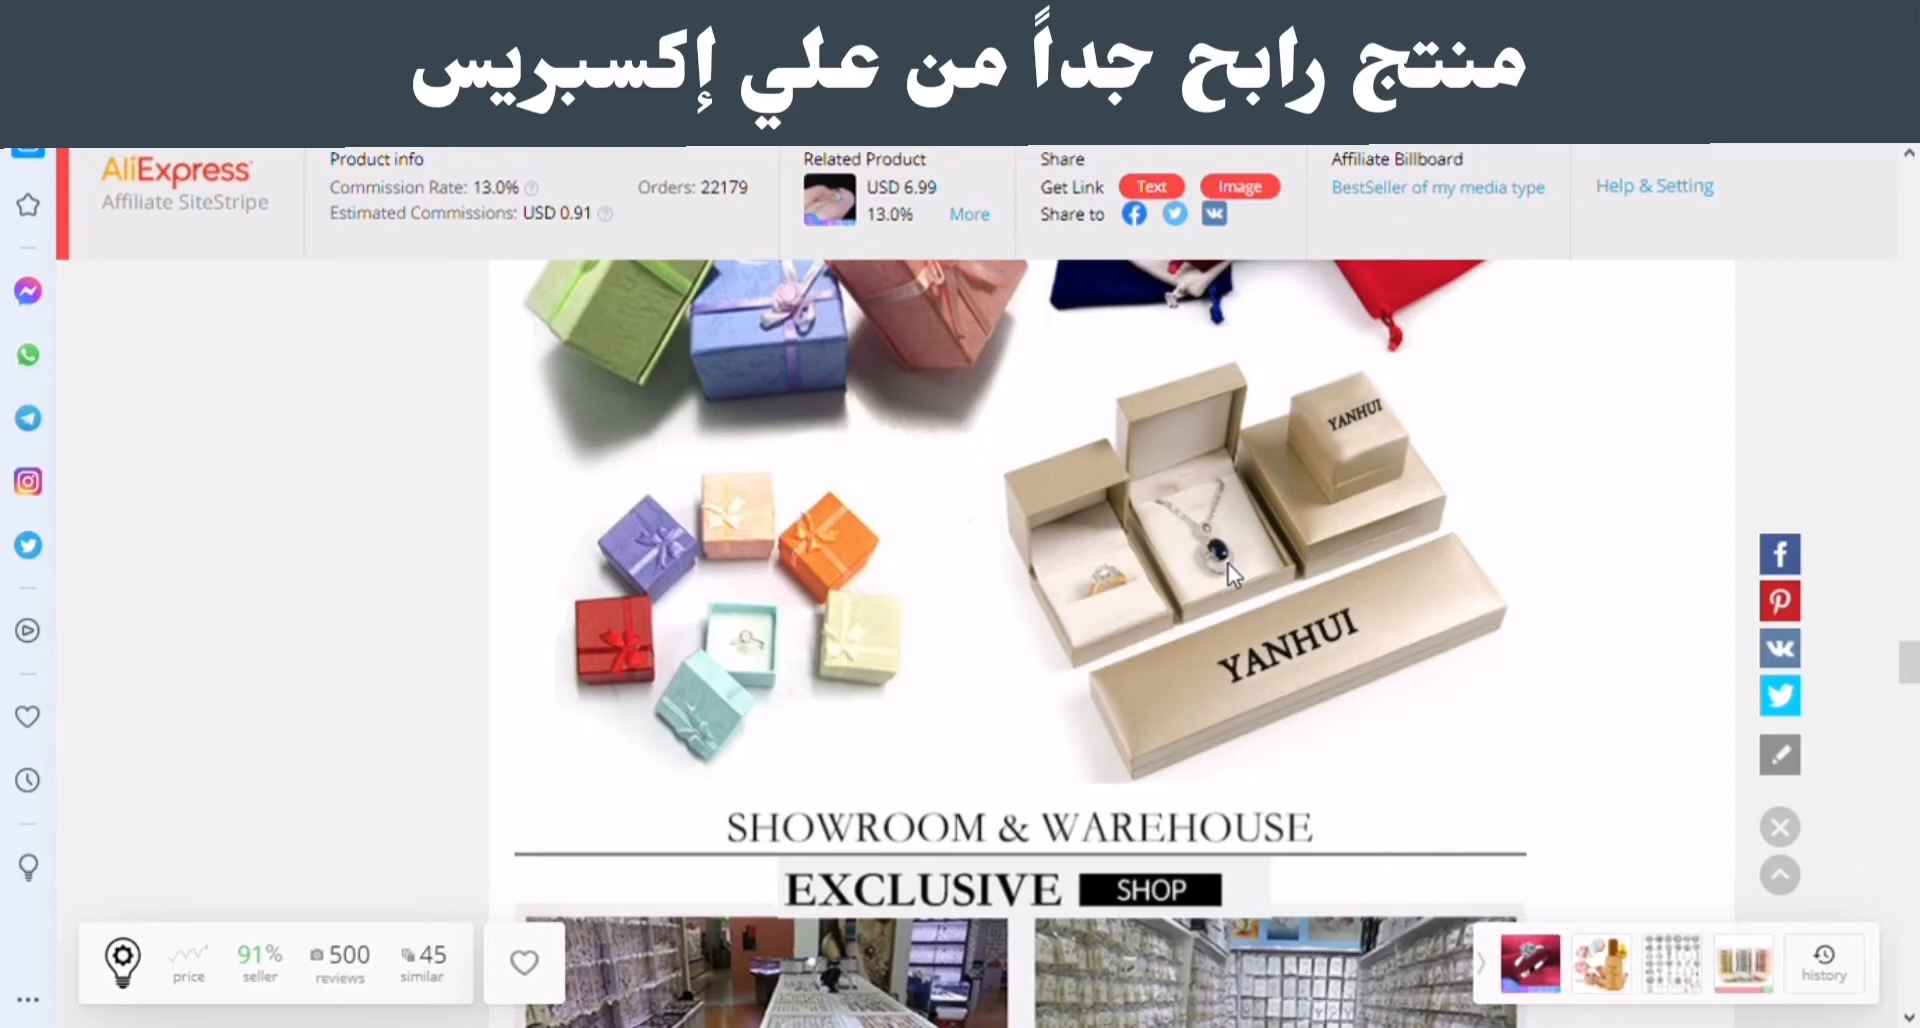 منتج رابح جداً من علي إكسبريس
AliExpress
Affiliate SiteStripe
Product info
Commission Rate: 13.0%
Orders: 22179
Estimated Commissions: USD 0.91
Related Product
USD 6.99
13.0%
More
Share
Get Link
Text
Image
Share to
Affiliate Billboard
BestSeller of my media type
Help & Setting
YANHUI
YANHUI
SHOWROOM & WAREHOUSE
EXCLUSIVE SHOP
price
91%
seller
500
reviews
45
similar
history